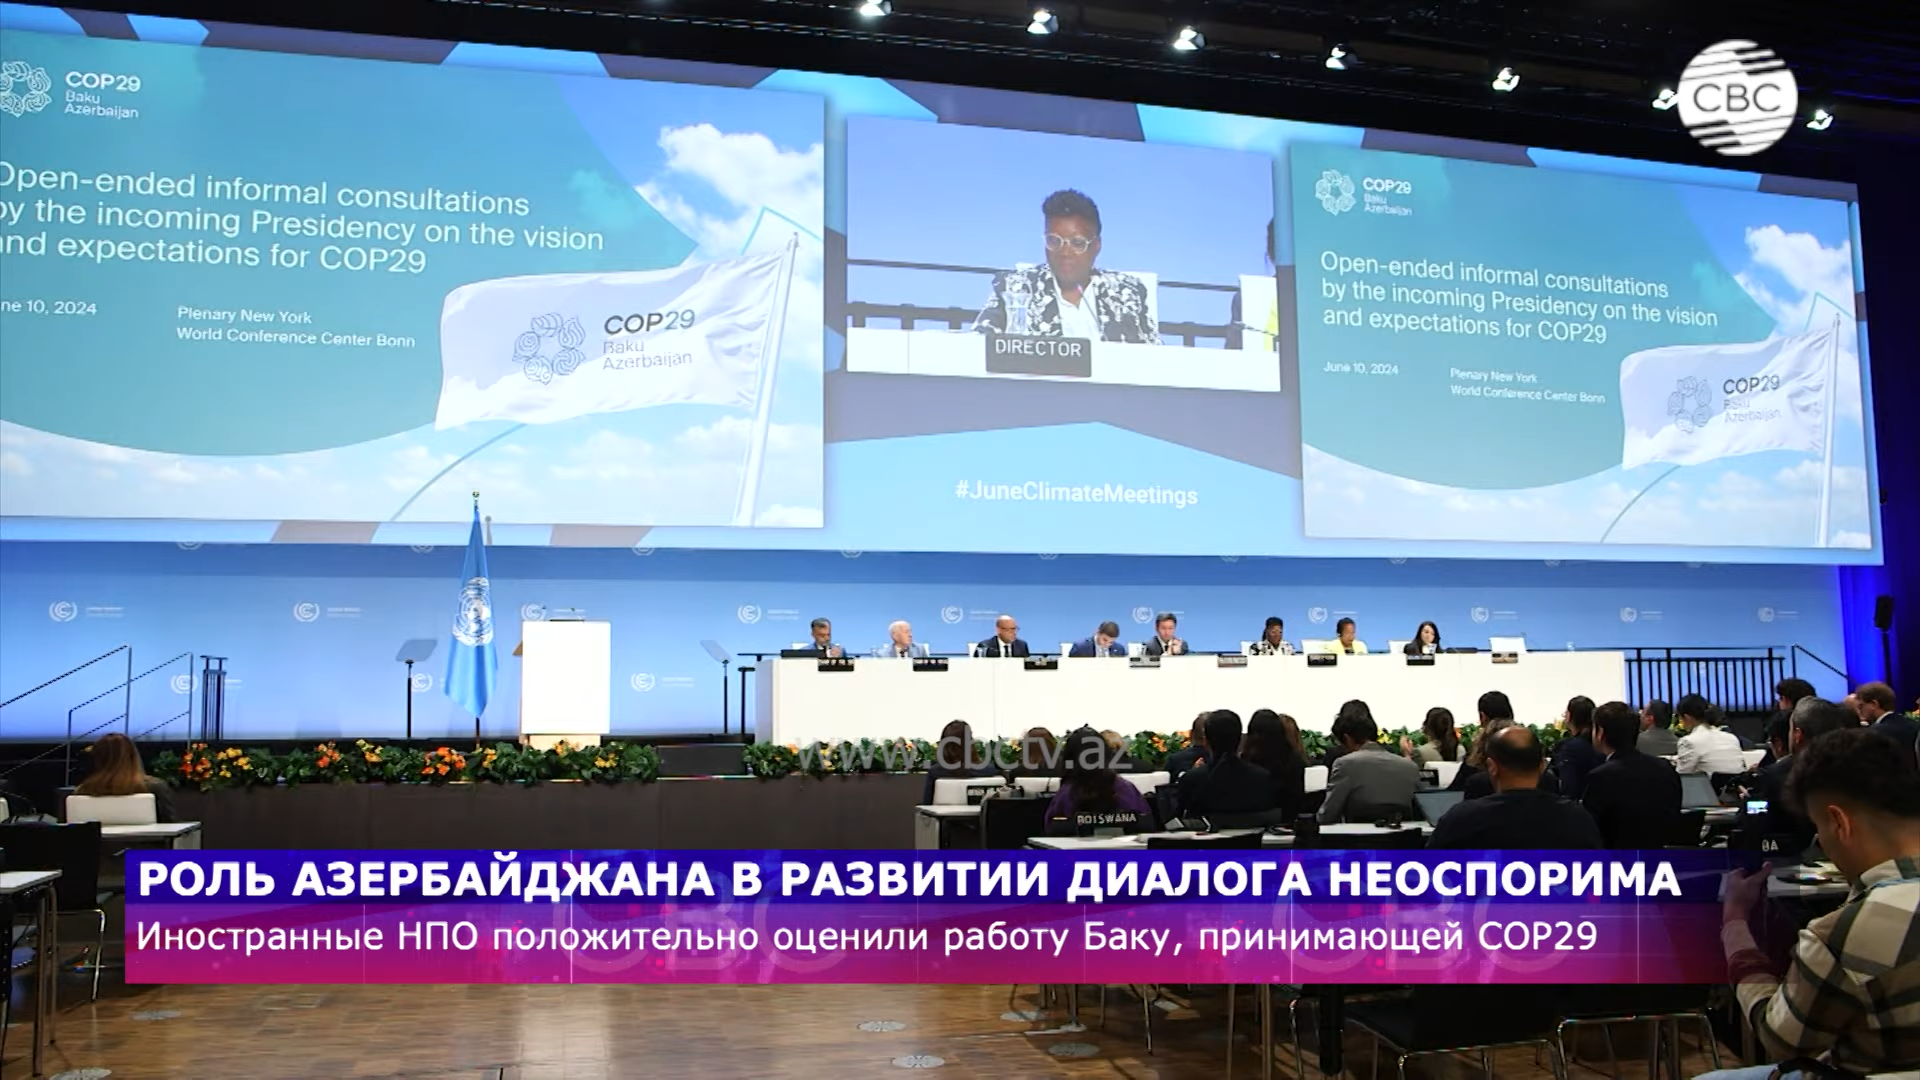 CBC
COP29
Baku
Azerbaijan
Open-ended informal consultations
by the incoming Presidency on the vision
and expectations for COP29
ne 10, 2024
Plenary New York
World Conference Center Bonn
COP29
Baku
Azerbaijan
DIRECTOR
#JuneClimateMeetings
COP29
Baku
Azerbaijan
Open-ended informal consultations
by the incoming Presidency on the vision
and expectations for COP29
June 10, 2024
Plenary New York
World Conference Center Bonn
COP29
Baku
Azerbaijan
www.cbctv.az
BOTSWANA
РОЛЬ АЗЕРБАЙДЖАНА В РАЗВИТИИ ДИАЛОГА НЕОСПОРИМА
Иностранные НПО положительно оценили работу Баку, принимающей COP29